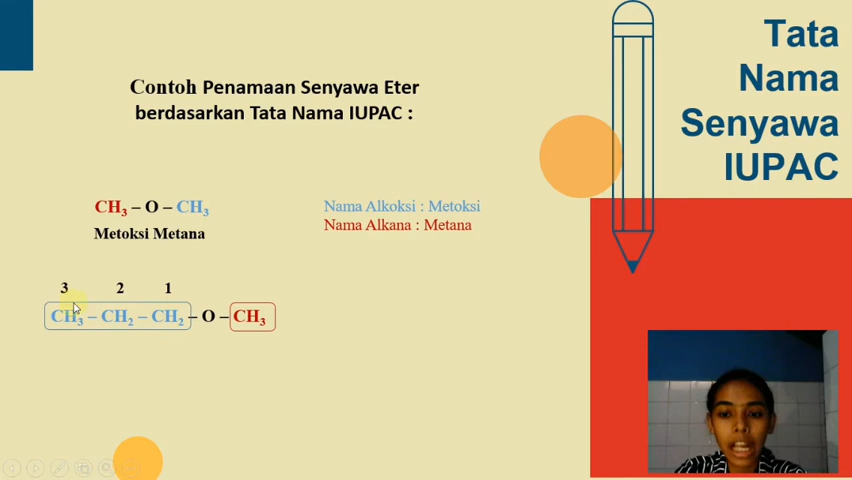 Contoh Penamaan Senyawa Eter
berdasarkan Tata Nama IUPAC :
CH₃ – O – CH₃
Metoksi Metana
Nama Alkoksi : Metoksi
Nama Alkana : Metana
3 2 1
CH₃ – CH₂ – CH₂ – O – CH₃
Tata
Nama
Senyawa
IUPAC